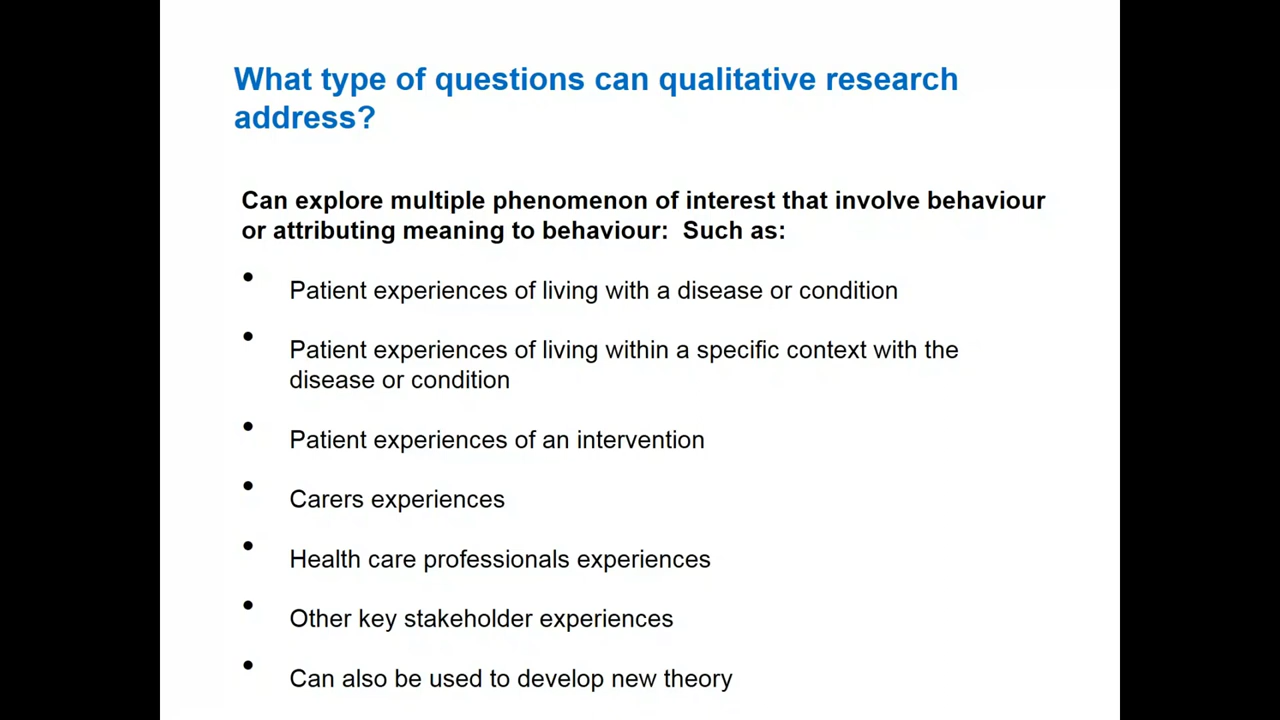 What type of questions can qualitative research
address?
Can explore multiple phenomenon of interest that involve behaviour
or attributing meaning to behaviour:  Such as:
• Patient experiences of living with a disease or condition
• Patient experiences of living within a specific context with the
disease or condition
• Patient experiences of an intervention
• Carers experiences
• Health care professionals experiences
• Other key stakeholder experiences
• Can also be used to develop new theory